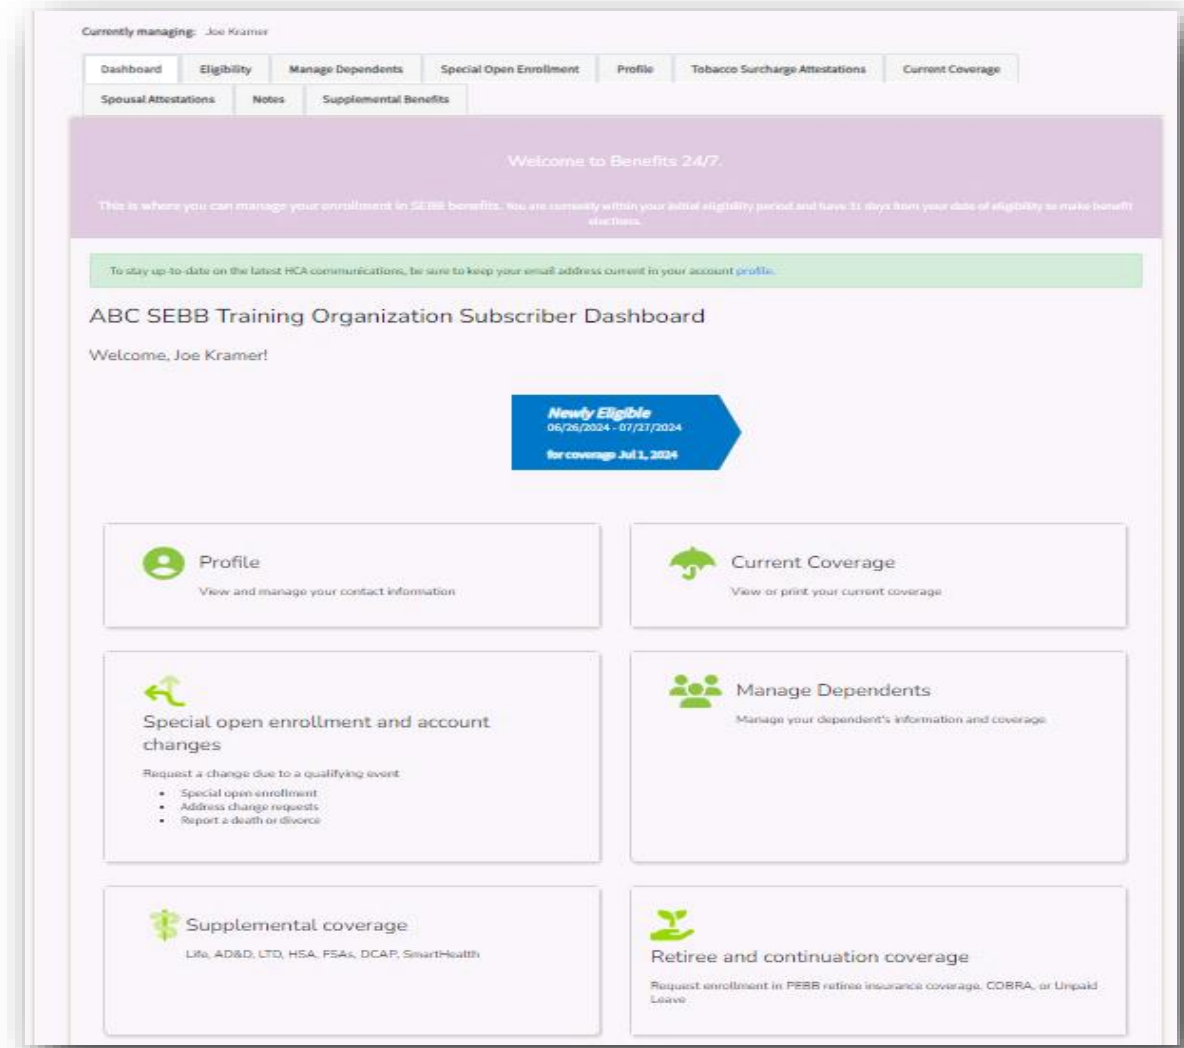 Currently managing: Joe Kramer
Dashboard Eligibility Manage Dependents Special Open Enrollment Profile Tobacco Surcharge Attestations Current Coverage
Spousal Attestations Notes Supplemental Benefits
Welcome to Benefits 24/7.
This is where you can manage your enrollment in SEBB benefits. You are currently within your initial eligibility period and have 31 days from your date of eligibility to make benefit
elections.
To stay up-to-date on the latest HCA communications, be sure to keep your email address current in your account profile.
ABC SEBB Training Organization Subscriber Dashboard
Welcome, Joe Kramer!
Newly Eligible
06/26/2024 - 07/27/2024
for coverage Jul 1, 2024
Profile
View and manage your contact information
Current Coverage
View or print your current coverage
Special open enrollment and account
changes
Request a change due to a qualifying event
• Special open enrollment
• Address change requests
• Report a death or divorce
Manage Dependents
Manage your dependent's information and coverage
Supplemental coverage
Life, AD&D, LTD, HSA, FSAs, DCAP, SmartHealth
Retiree and continuation coverage
Request enrollment in PEBB retiree insurance coverage, COBRA, or Unpaid
Leave